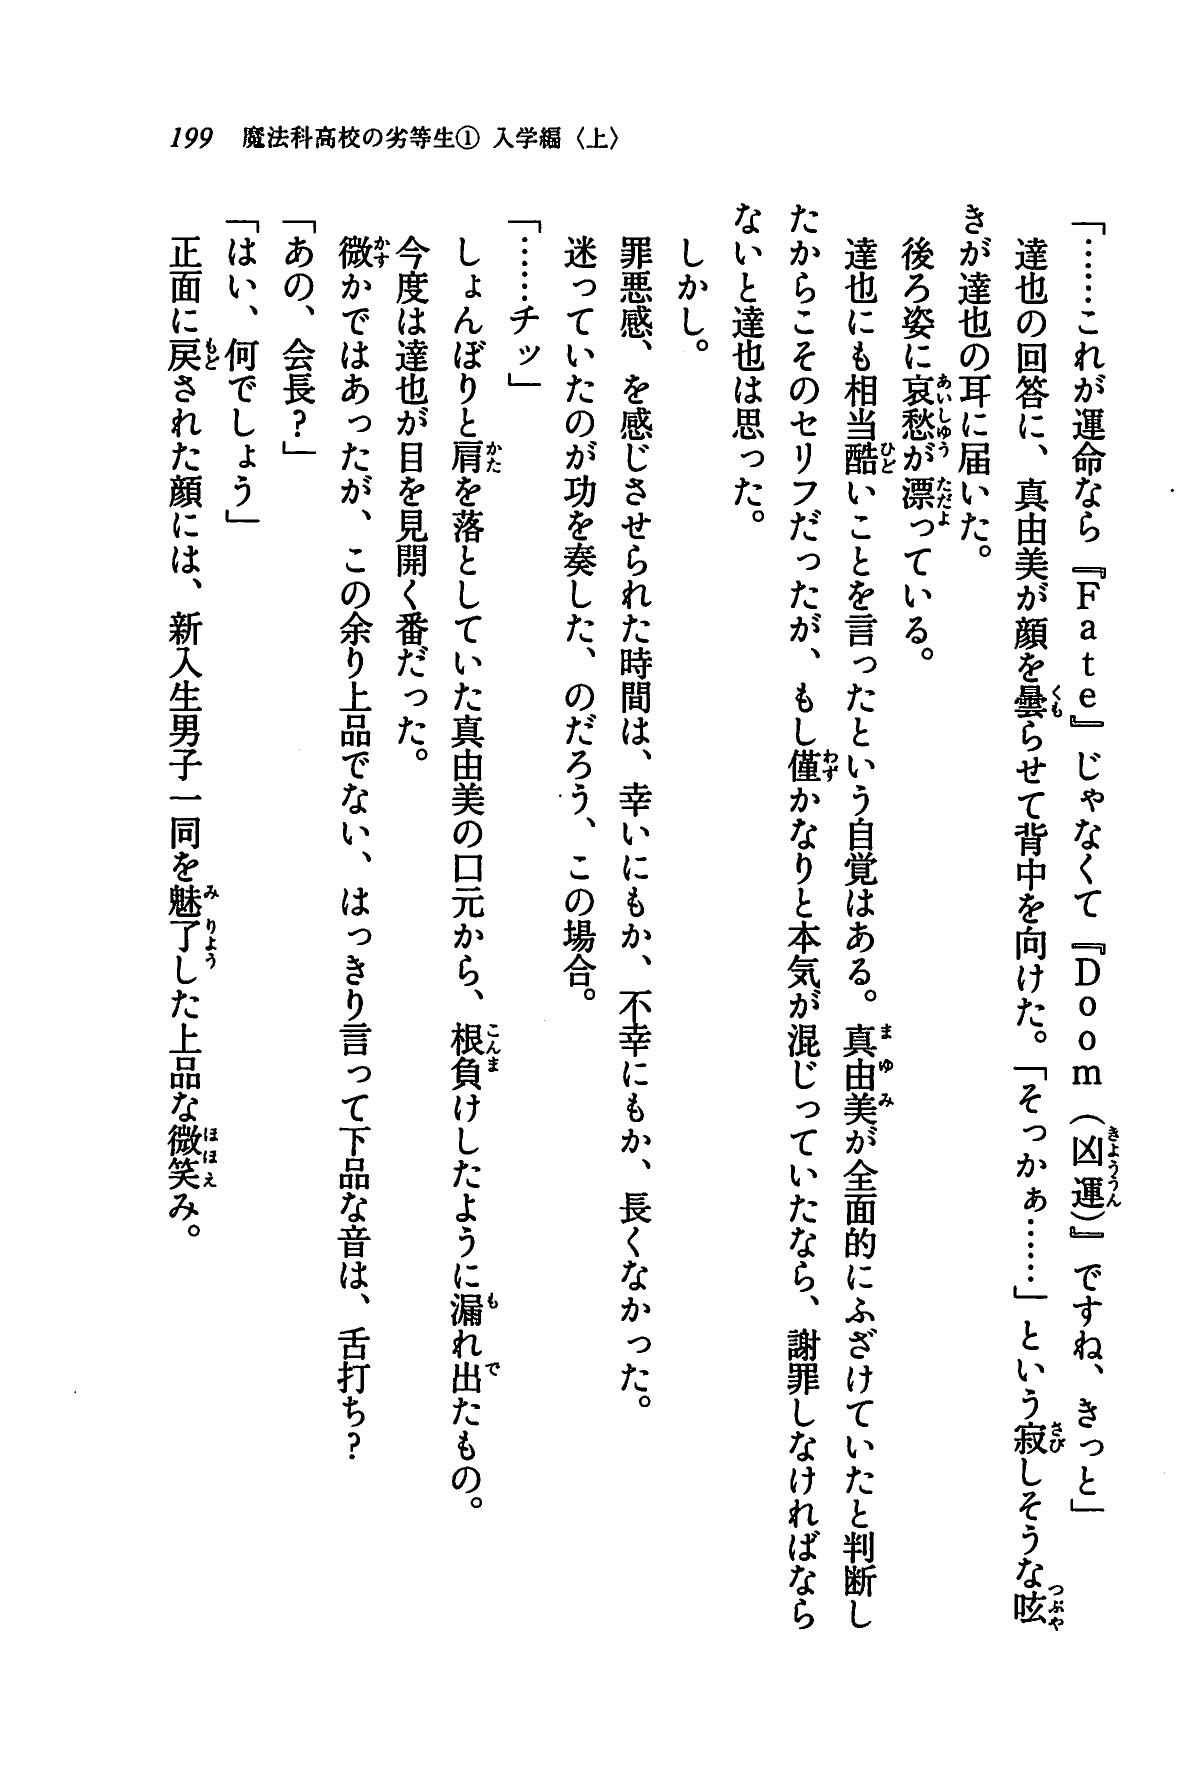 199 魔法科高校の劣等生① 入学編〈上〉
「……これが運命なら『Fate』じゃなくて『Doom（凶運）』ですね、きっと」
達也の回答に、真由美が顔を曇らせて背中を向けた。「そっかぁ……」という寂しそうな呟
きが達也の耳に届いた。
後ろ姿に哀愁が漂っている。
達也にも相当酷いことを言ったという自覚はある。真由美が全面的にふざけていたと判断し
たからこそのセリフだったが、もし僅かなりと本気が混じっていたなら、謝罪しなければなら
ないと達也は思った。
しかし。
罪悪感、を感じさせられた時間は、幸いにもか、不幸にもか、長くなかった。
迷っていたのが功を奏した、のだろう、この場合。
「……チッ」
しょんぼりと肩を落としていた真由美の口元から、根負けしたように漏れ出たもの。
今度は達也が目を見開く番だった。
微かではあったが、この余り上品でない、はっきり言って下品な音は、舌打ち？
「あの、会長？」
「はい、何でしょう」
正面に戻された顔には、新入生男子一同を魅了した上品な微笑み。